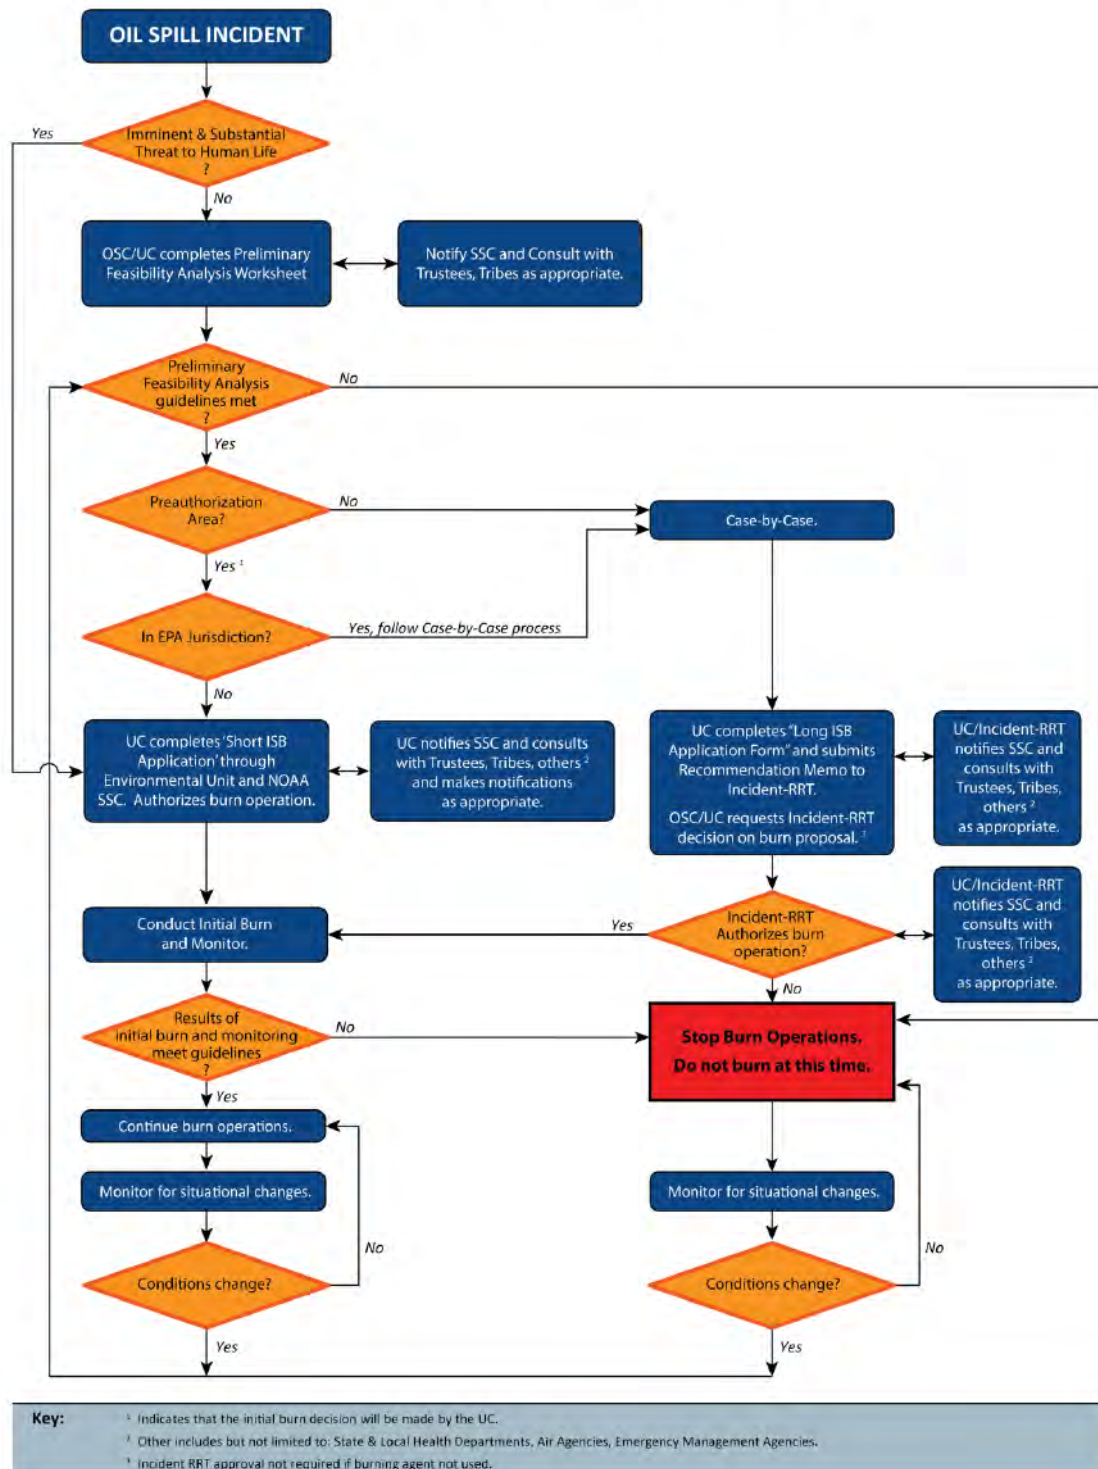 OIL SPILL INCIDENT
Imminent & Substantial
Threat to Human Life
?
Yes
No
OSC/UC completes Preliminary
Feasibility Analysis Worksheet
Notify SSC and Consult with
Trustees, Tribes as appropriate.
Preliminary
Feasibility Analysis
guidelines met
?
No
Yes
Preauthorization
Area?
No
Case-by-Case.
Yes 1
In EPA Jurisdiction?
Yes, follow Case-by-Case process
No
UC completes 'Short ISB
Application' through
Environmental Unit and NOAA
SSC. Authorizes burn operation.
UC notifies SSC and consults
with Trustees, Tribes, others 2
and makes notifications
as appropriate.
UC completes "Long ISB
Application Form" and submits
Recommendation Memo to
Incident-RRT.
OSC/UC requests Incident-RRT
decision on burn proposal. 3
UC/Incident-RRT
notifies SSC and
consults with
Trustees, Tribes,
others 2
as appropriate.
Conduct Initial Burn
and Monitor.
Yes
Incident-RRT
Authorizes burn
operation?
UC/Incident-RRT
notifies SSC and
consults with
Trustees, Tribes,
others 2
as appropriate.
No
Results of
initial burn and monitoring
meet guidelines
?
No
Stop Burn Operations.
Do not burn at this time.
Yes
Continue burn operations.
Monitor for situational changes.
Monitor for situational changes.
No
No
Conditions change?
Conditions change?
Yes
Yes
Key:
1 Indicates that the initial burn decision will be made by the UC.
2 Other includes but not limited to: State & Local Health Departments, Air Agencies, Emergency Management Agencies.
3 Incident RRT approval not required if burning agent not used.